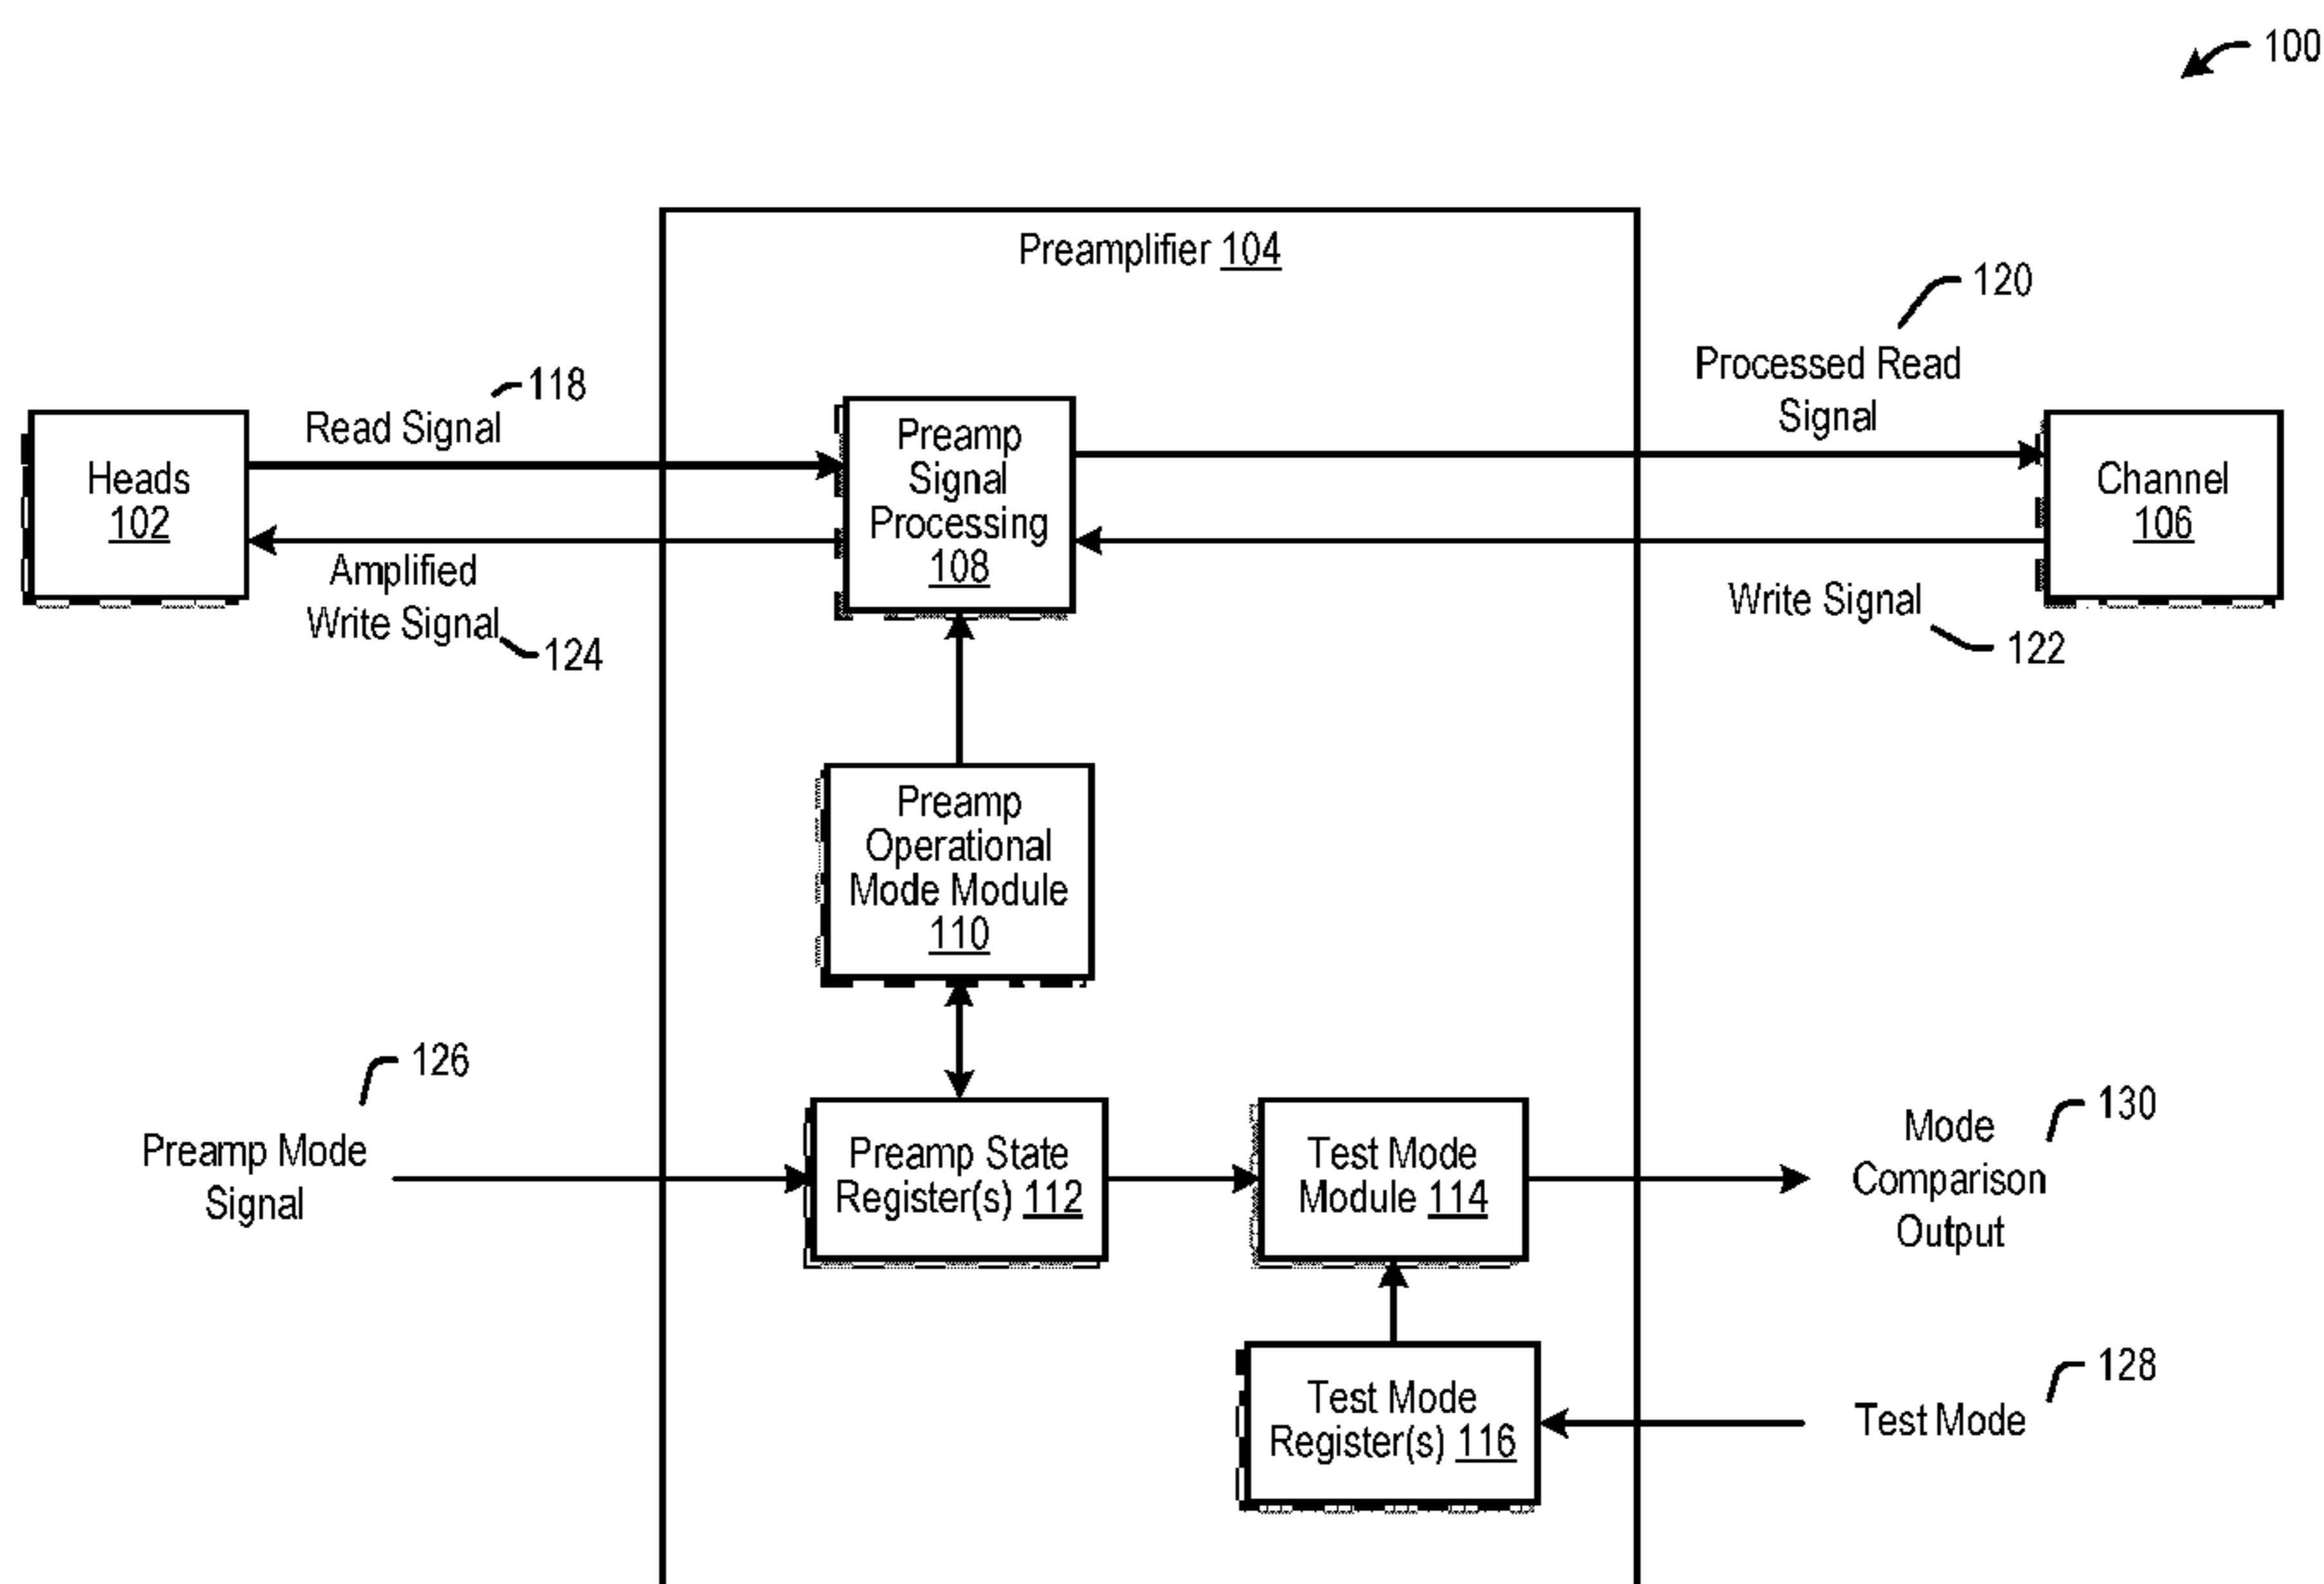 100
Preamplifier 104
120
Processed Read
Signal
118
Read Signal
Heads
102
Preamp
Signal
Processing
108
Channel
106
Amplified
Write Signal
124
Write Signal
122
Preamp
Operational
Mode Module
110
126
Preamp Mode
Signal
Preamp State
Register(s) 112
Test Mode
Module 114
130
Mode
Comparison
Output
Test Mode
Register(s) 116
128
Test Mode